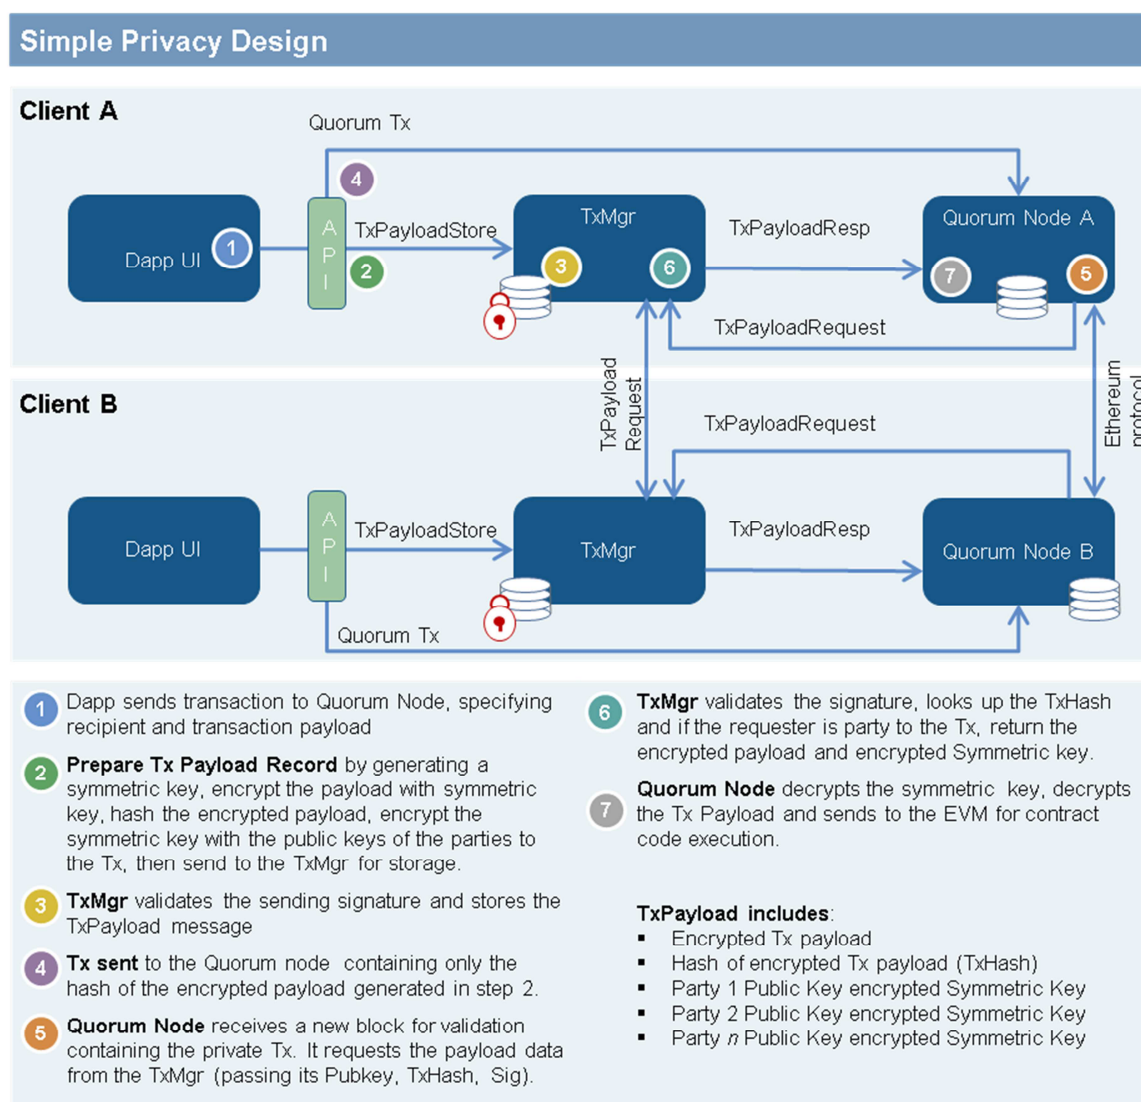 Simple Privacy Design
Client A
Quorum Tx
4
Dapp UI
1
A
P
I
TxPayloadStore
2
TxMgr
3
6
TxPayloadResp
Quorum Node A
7
5
TxPayloadRequest
TxPayload
Request
Ethereum
protocol
Client B
TxPayloadRequest
Dapp UI
A
P
I
TxPayloadStore
TxMgr
TxPayloadResp
Quorum Node B
Quorum Tx
1 Dapp sends transaction to Quorum Node, specifying
recipient and transaction payload
2 Prepare Tx Payload Record by generating a
symmetric key, encrypt the payload with symmetric
key, hash the encrypted payload, encrypt the
symmetric key with the public keys of the parties to
the Tx, then send to the TxMgr for storage.
3 TxMgr validates the sending signature and stores the
TxPayload message
4 Tx sent to the Quorum node containing only the
hash of the encrypted payload generated in step 2.
5 Quorum Node receives a new block for validation
containing the private Tx. It requests the payload data
from the TxMgr (passing its Pubkey, TxHash, Sig).
6 TxMgr validates the signature, looks up the TxHash
and if the requester is party to the Tx, return the
encrypted payload and encrypted Symmetric key.
7 Quorum Node decrypts the symmetric key, decrypts
the Tx Payload and sends to the EVM for contract
code execution.
TxPayload includes:
▪ Encrypted Tx payload
▪ Hash of encrypted Tx payload (TxHash)
▪ Party 1 Public Key encrypted Symmetric Key
▪ Party 2 Public Key encrypted Symmetric Key
▪ Party n Public Key encrypted Symmetric Key